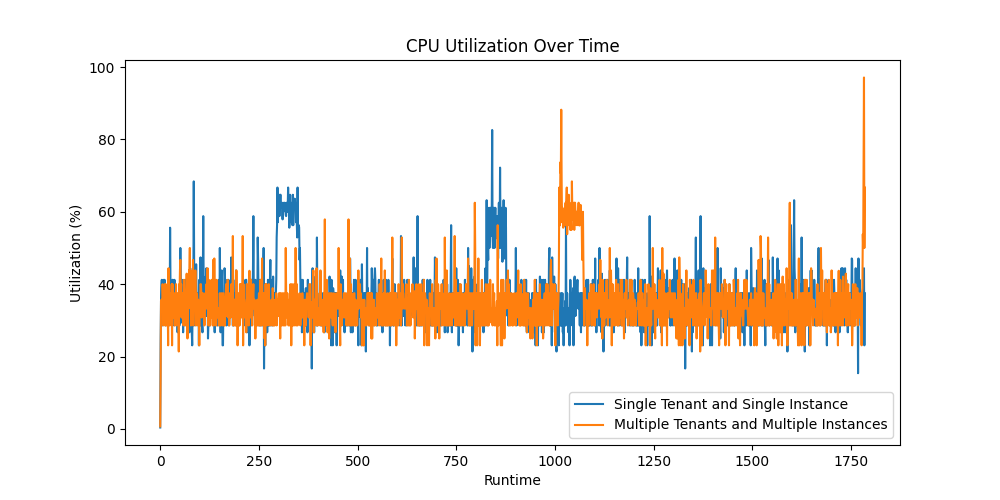 CPU Utilization Over Time
Utilization (%)
100
80
60
40
20
0
0 250 500 750 1000 1250 1500 1750
Runtime
Single Tenant and Single Instance
Multiple Tenants and Multiple Instances